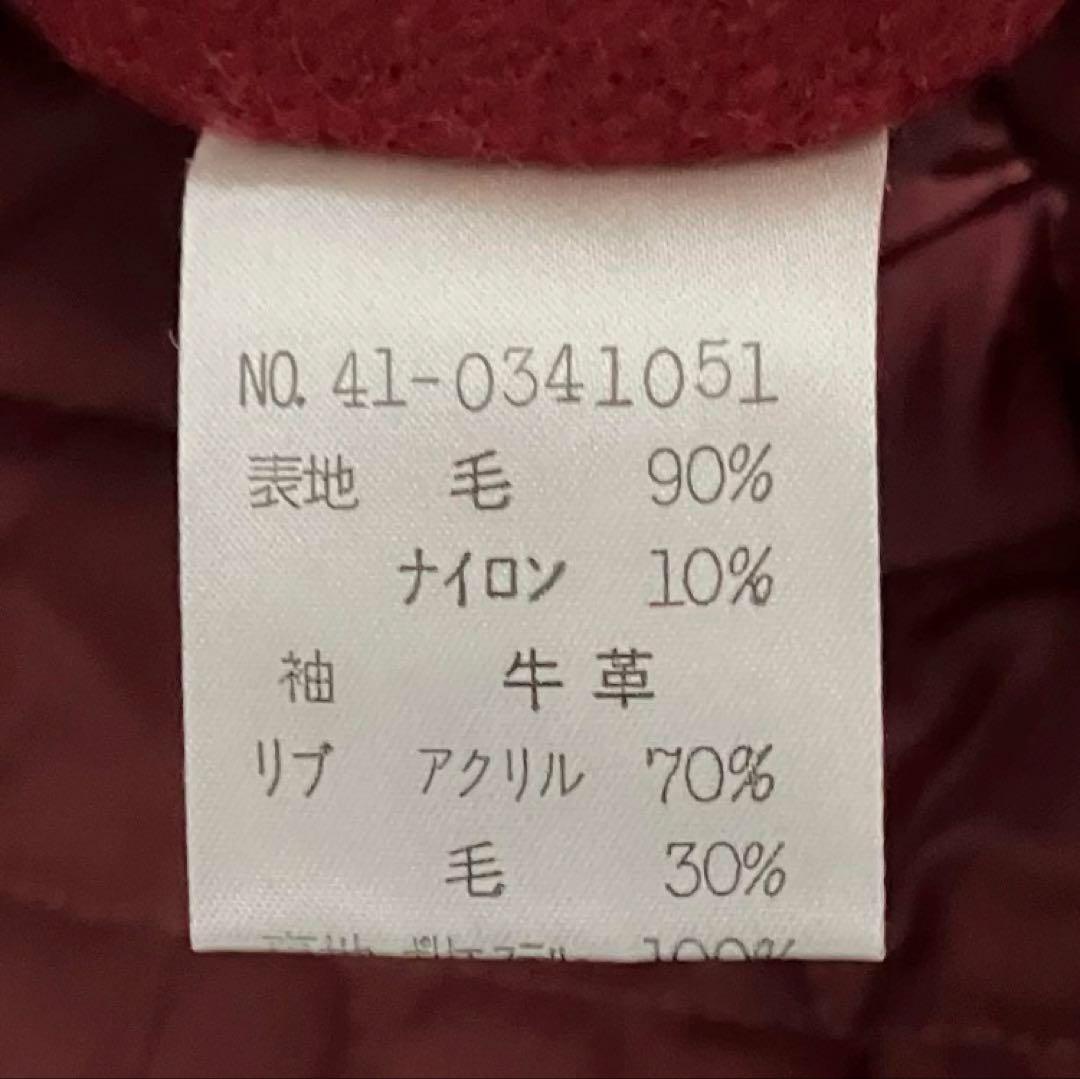 NO. 41-0341051
表地 毛 90%
ナイロン 10%
袖 牛革
リブ アクリル 70%
毛 30%
100%